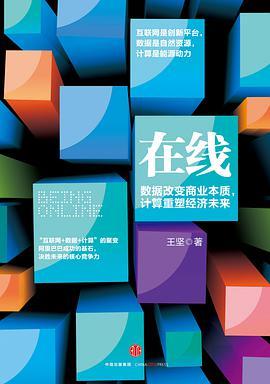 互联网是创新平台，
数据是自然资源，
计算是能源动力
在线
数据改变商业本质，
计算重塑经济未来
BEING
ONLINE
“互联网+数据+计算”的聚变
阿里巴巴成功的基石，
决胜未来的核心竞争力
王坚 著
中信出版集团
CHINACITICPRESS